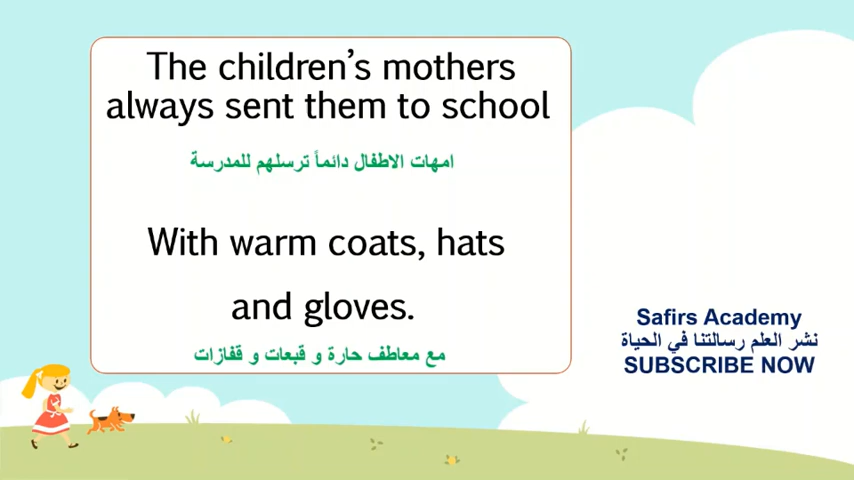 The children's mothers
always sent them to school
امهات الاطفال دائماً ترسلهم للمدرسة
With warm coats, hats
and gloves.
مع معاطف حارة و قبعات و قفازات
Safirs Academy
نشر العلم رسالتنا في الحياة
SUBSCRIBE NOW